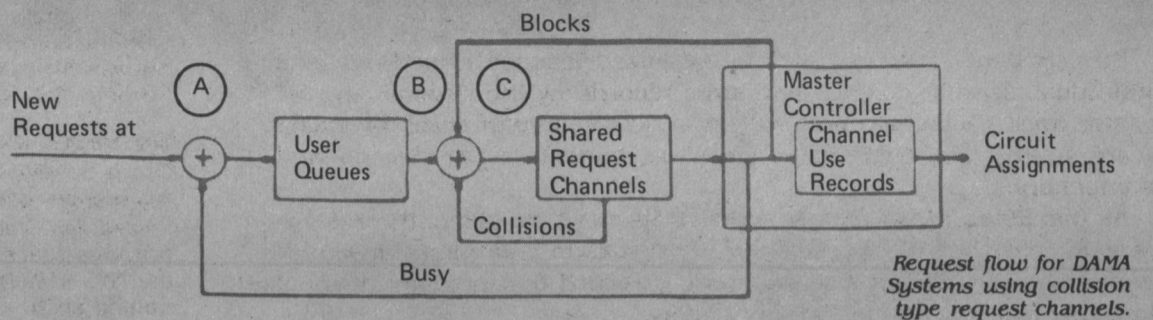 Blocks
A
B
C
New
Requests at
+
User
Queues
+
Shared
Request
Channels
Master
Controller
Channel
Use
Records
Circuit
Assignments
Collisions
Busy
Request flow for DAMA
Systems using collision
type request channels.